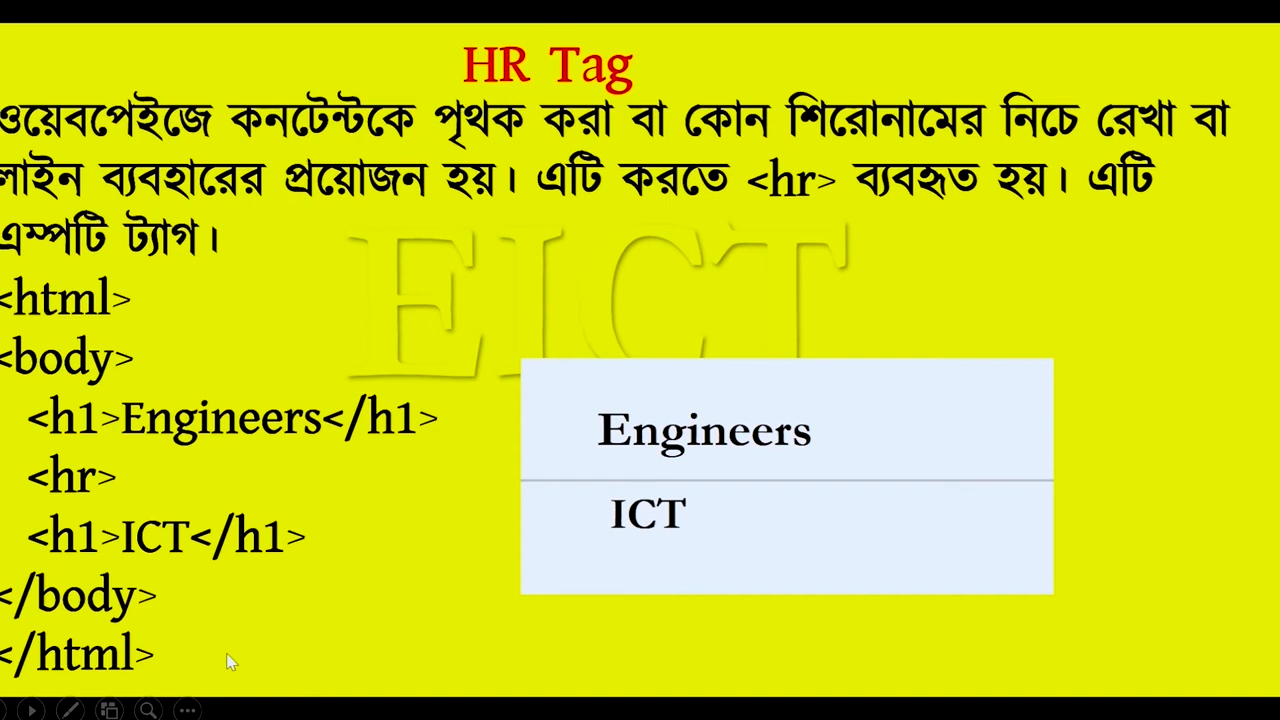 HR Tag
ওয়েবপেইজে কনটেন্টকে পৃথক করা বা কোন শিরোনামের নিচে রেখা বা
লাইন ব্যবহারের প্রয়োজন হয়। এটি করতে <hr> ব্যবহৃত হয়। এটি
এম্পটি ট্যাগ।
EICT
<html>
<body>
<h1>Engineers</h1>
<hr>
<h1>ICT</h1>
</body>
</html>
Engineers
ICT